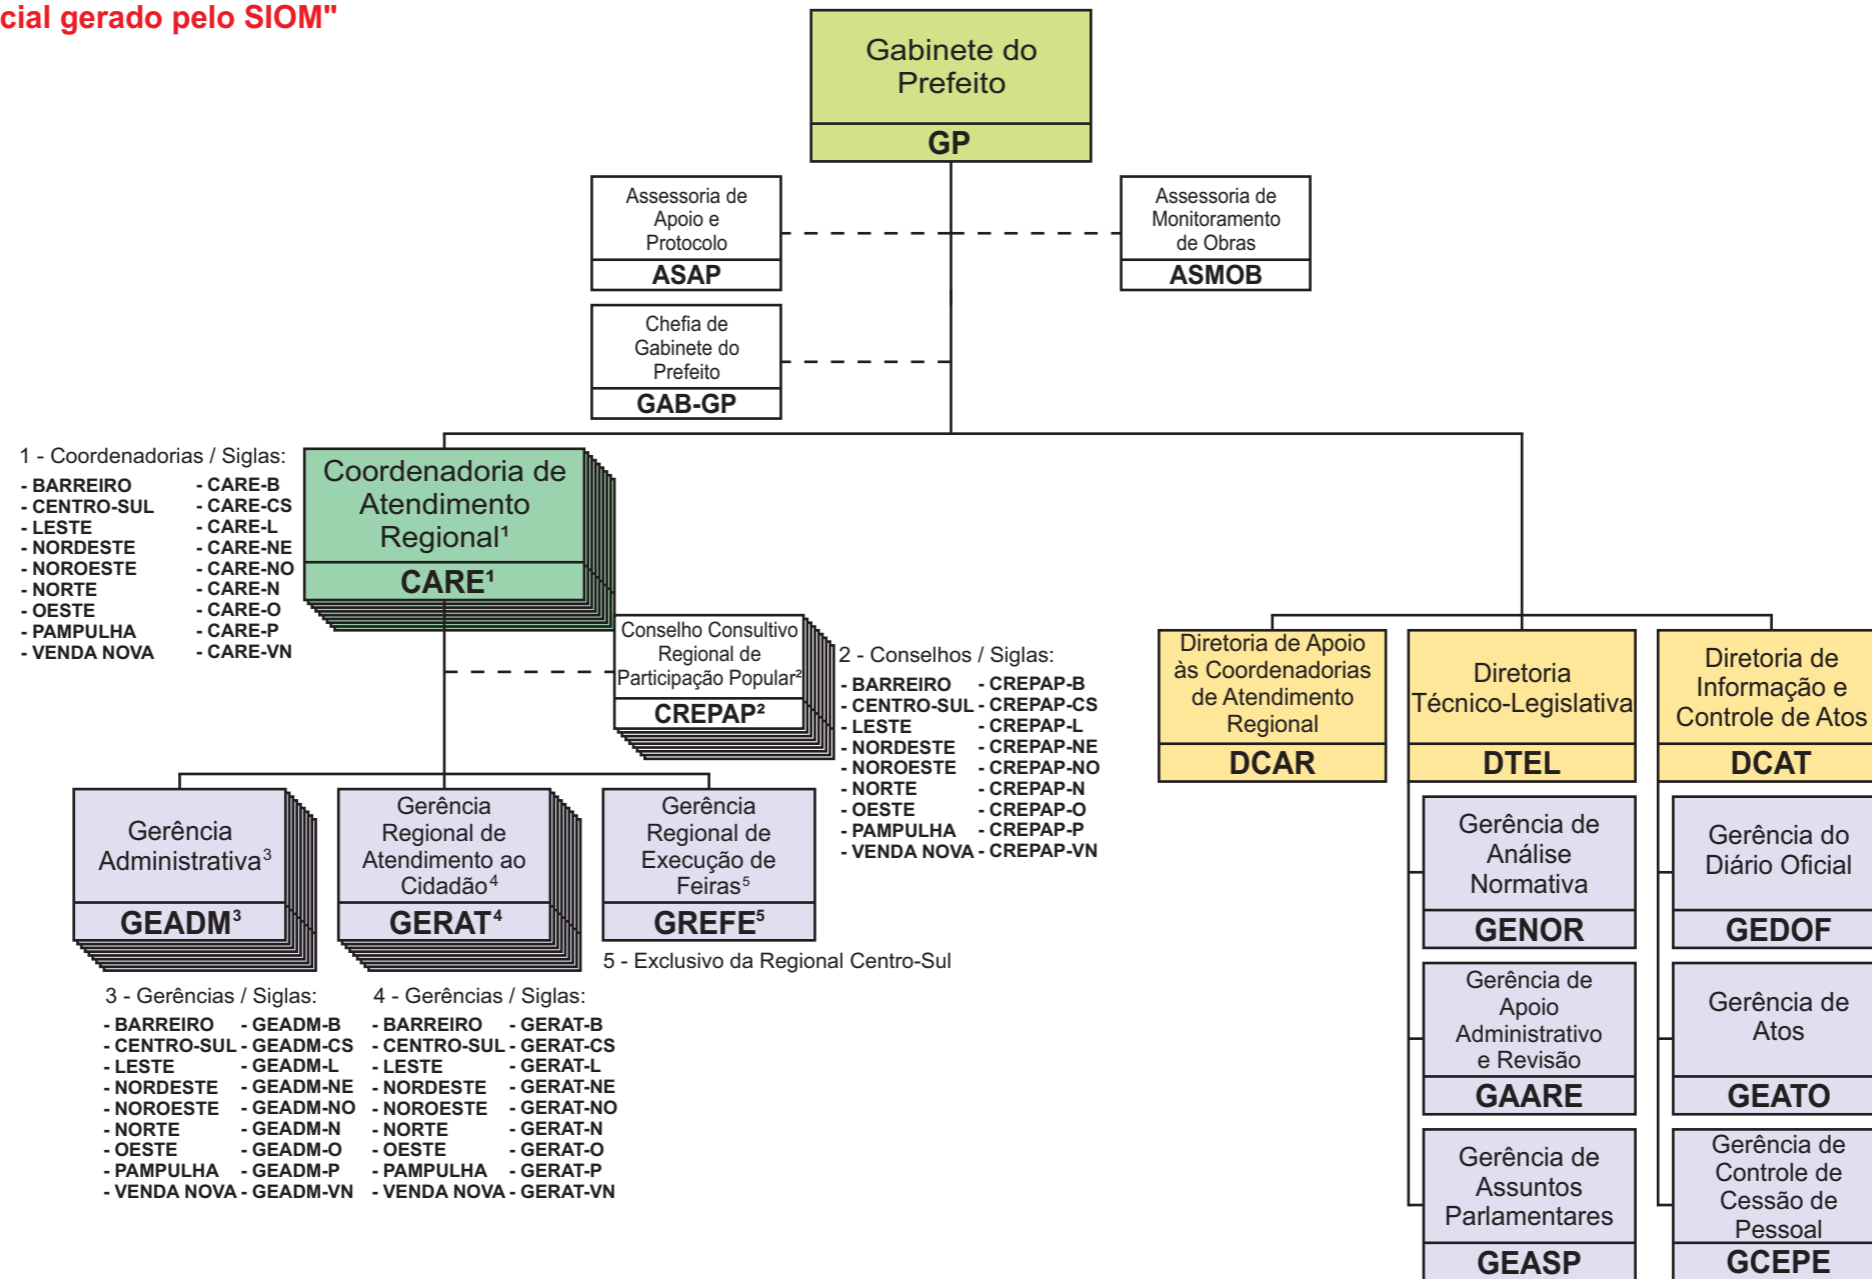 cial gerado pelo SIOM"
Gabinete do
Prefeito
GP
Assessoria de
Apoio e
Protocolo
ASAP
Assessoria de
Monitoramento
de Obras
ASMOB
Chefia de
Gabinete do
Prefeito
GAB-GP
1 - Coordenadorias / Siglas:
- BARREIRO - CARE-B
- CENTRO-SUL - CARE-CS
- LESTE - CARE-L
- NORDESTE - CARE-NE
- NOROESTE - CARE-NO
- NORTE - CARE-N
- OESTE - CARE-O
- PAMPULHA - CARE-P
- VENDA NOVA - CARE-VN
Coordenadoria de
Atendimento
Regional¹
CARE¹
Conselho Consultivo
Regional de
Participação Popular²
CREPAP²
2 - Conselhos / Siglas:
- BARREIRO - CREPAP-B
- CENTRO-SUL - CREPAP-CS
- LESTE - CREPAP-L
- NORDESTE - CREPAP-NE
- NOROESTE - CREPAP-NO
- NORTE - CREPAP-N
- OESTE - CREPAP-O
- PAMPULHA - CREPAP-P
- VENDA NOVA - CREPAP-VN
Gerência
Administrativa³
GEADM³
Gerência
Regional de
Atendimento ao
Cidadão⁴
GERAT⁴
Gerência
Regional de
Execução de
Feiras⁵
GREFE⁵
5 - Exclusivo da Regional Centro-Sul
3 - Gerências / Siglas:
- BARREIRO - GEADM-B
- CENTRO-SUL - GEADM-CS
- LESTE - GEADM-L
- NORDESTE - GEADM-NE
- NOROESTE - GEADM-NO
- NORTE - GEADM-N
- OESTE - GEADM-O
- PAMPULHA - GEADM-P
- VENDA NOVA - GEADM-VN
4 - Gerências / Siglas:
- BARREIRO - GERAT-B
- CENTRO-SUL - GERAT-CS
- LESTE - GERAT-L
- NORDESTE - GERAT-NE
- NOROESTE - GERAT-NO
- NORTE - GERAT-N
- OESTE - GERAT-O
- PAMPULHA - GERAT-P
- VENDA NOVA - GERAT-VN
Diretoria de Apoio
às Coordenadorias
de Atendimento
Regional
DCAR
Diretoria
Técnico-Legislativa
DTEL
Gerência de
Análise
Normativa
GENOR
Gerência de
Apoio
Administrativo
e Revisão
GAARE
Gerência de
Assuntos
Parlamentares
GEASP
Diretoria de
Informação e
Controle de Atos
DCAT
Gerência do
Diário Oficial
GEDOF
Gerência de
Atos
GEATO
Gerência de
Controle de
Cessão de
Pessoal
GCEPE